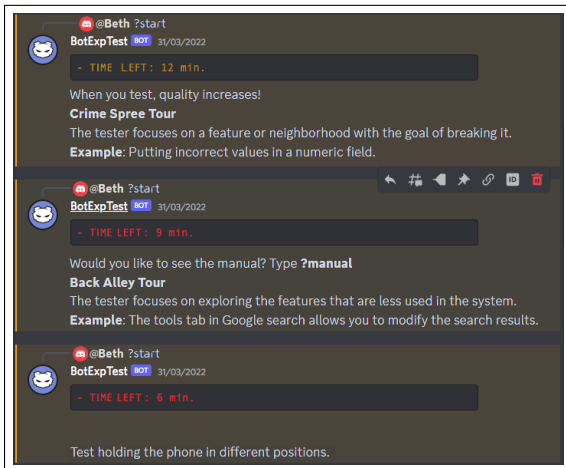 @Beth ?start
BotExpTest BOT 31/03/2022
- TIME LEFT: 12 min.
When you test, quality increases!
Crime Spree Tour
The tester focuses on a feature or neighborhood with the goal of breaking it.
Example: Putting incorrect values in a numeric field.
@Beth ?start
BotExpTest BOT 31/03/2022
ID
- TIME LEFT: 9 min.
Would you like to see the manual? Type ?manual
Back Alley Tour
The tester focuses on exploring the features that are less used in the system.
Example: The tools tab in Google search allows you to modify the search results.
@Beth ?start
BotExpTest BOT 31/03/2022
- TIME LEFT: 6 min.
Test holding the phone in different positions.